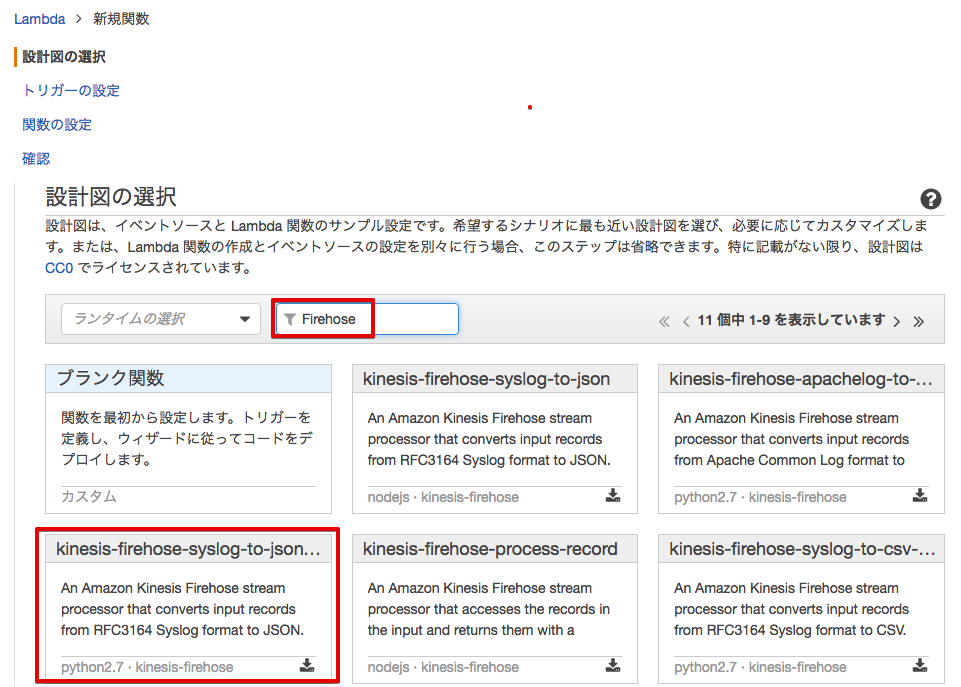 Lambda > 新規関数
設計図の選択
トリガーの設定
関数の設定
確認
設計図の選択
設計図は、イベントソースと Lambda 関数のサンプル設定です。希望するシナリオに最も近い設計図を選び、必要に応じてカスタマイズしま
す。または、Lambda 関数の作成とイベントソースの設定を別々に行う場合、このステップは省略できます。特に記載がない限り、設計図は
CC0 でライセンスされています。
ランタイムの選択 Firehose « ‹ 11 個中 1-9 を表示しています › »
ブランク関数
関数を最初から設定します。トリガーを
定義し、ウィザードに従ってコードをデ
プロイします。
カスタム
kinesis-firehose-syslog-to-json
An Amazon Kinesis Firehose stream
processor that converts input records
from RFC3164 Syslog format to JSON.
nodejs · kinesis-firehose
kinesis-firehose-apachelog-to-…
An Amazon Kinesis Firehose stream
processor that converts input records
from Apache Common Log format to
python2.7 · kinesis-firehose
kinesis-firehose-syslog-to-json…
An Amazon Kinesis Firehose stream
processor that converts input records
from RFC3164 Syslog format to JSON.
python2.7 · kinesis-firehose
kinesis-firehose-process-record
An Amazon Kinesis Firehose stream
processor that accesses the records in
the input and returns them with a
nodejs · kinesis-firehose
kinesis-firehose-syslog-to-csv-…
An Amazon Kinesis Firehose stream
processor that converts input records
from RFC3164 Syslog format to CSV.
python2.7 · kinesis-firehose